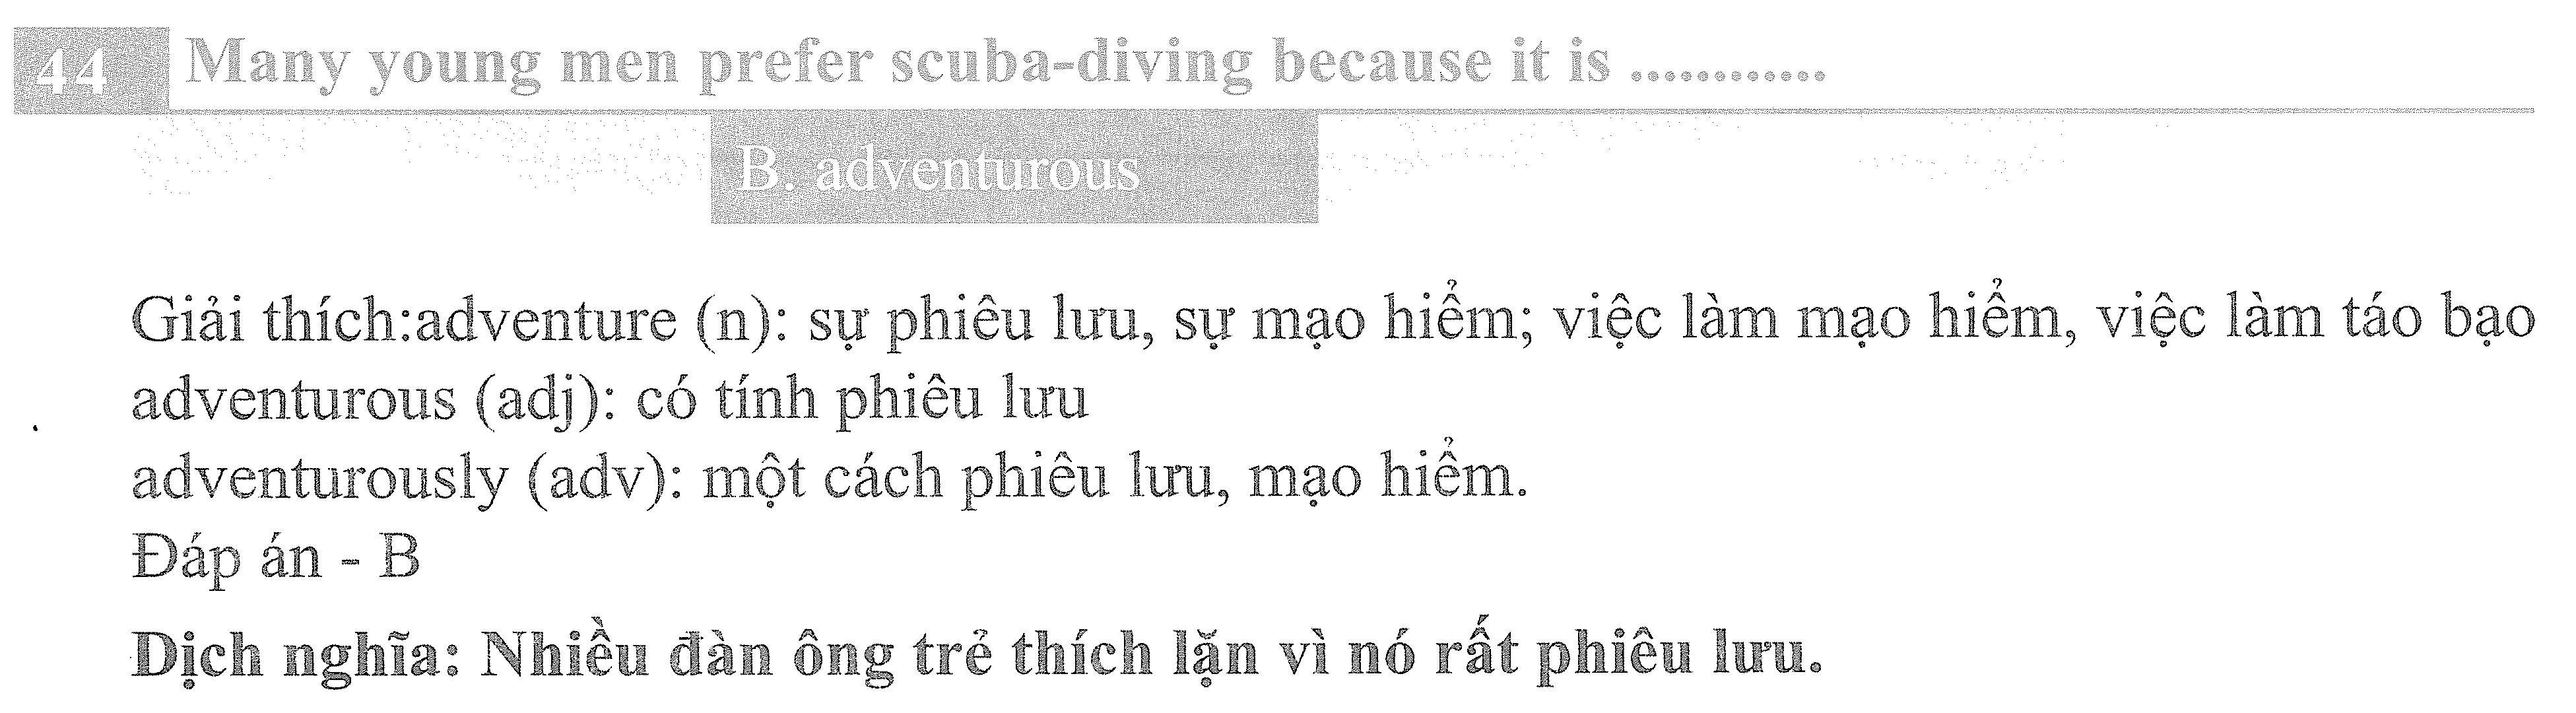 44 Many young men prefer scuba-diving because it is ............
B. adventurous
Giải thích:adventure (n): sự phiêu lưu, sự mạo hiểm; việc làm mạo hiểm, việc làm táo bạo
adventurous (adj): có tính phiêu lưu
adventurously (adv): một cách phiêu lưu, mạo hiểm.
Đáp án - B
Dịch nghĩa: Nhiều đàn ông trẻ thích lặn vì nó rất phiêu lưu.